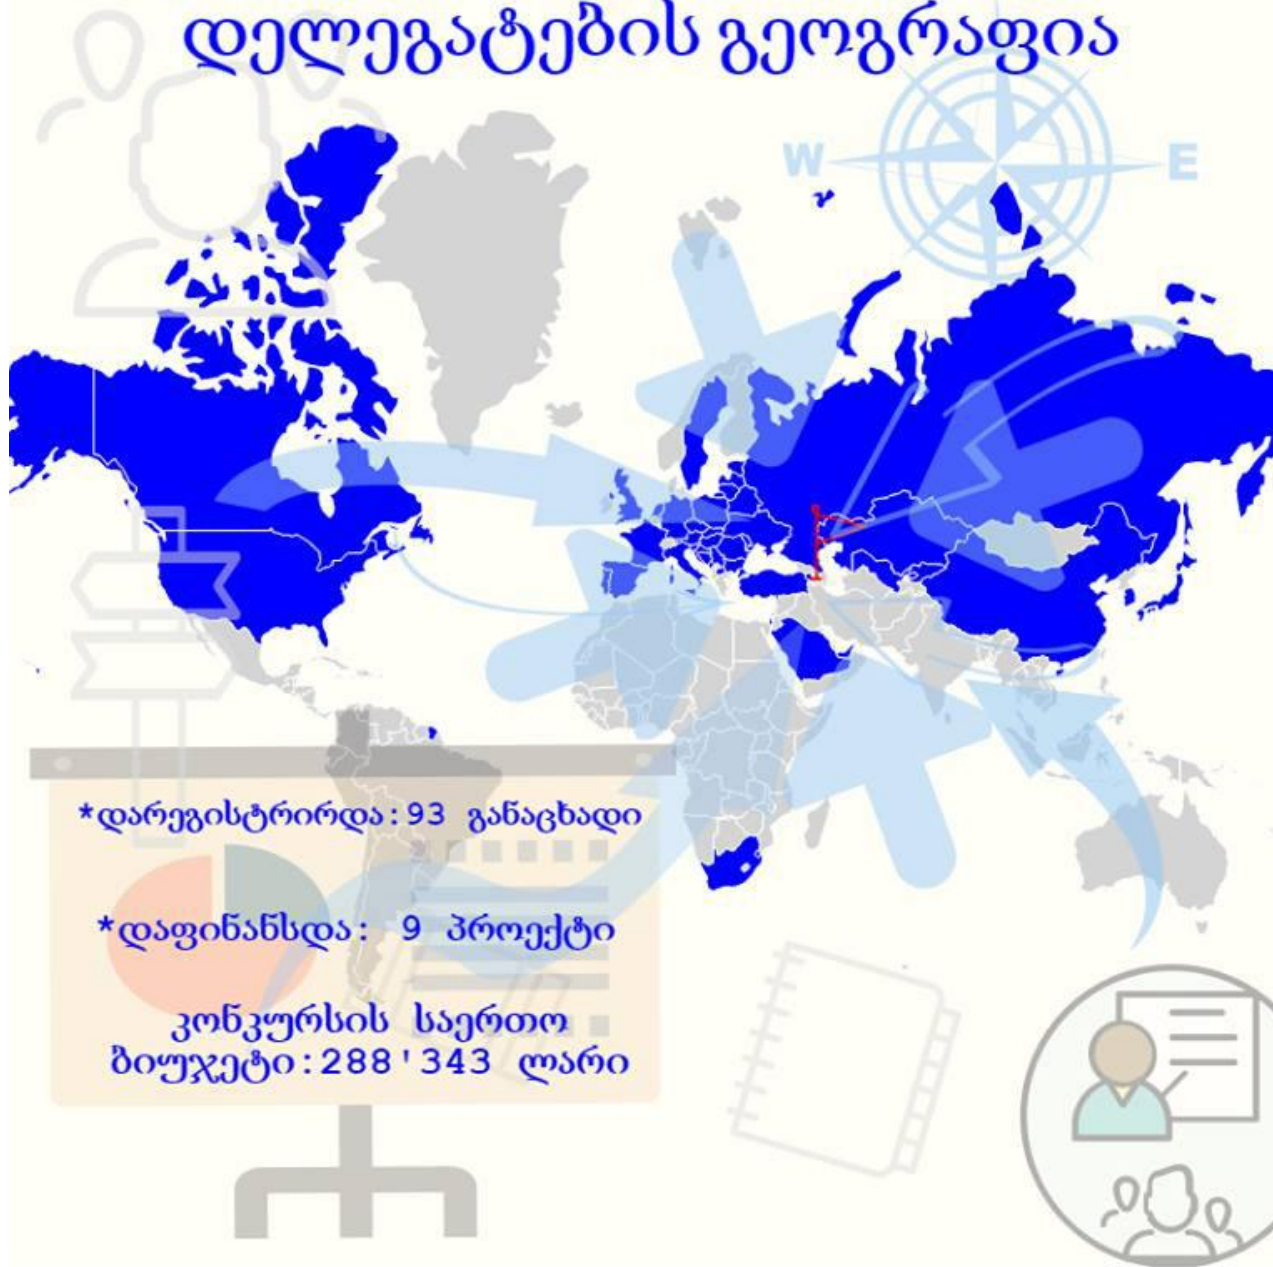 დელეგატების გეოგრაფია
W E
*დარეგისტრირდა:93 განაცხადი
*დაფინანსდა: 9 პროექტი
კონკურსის საერთო
ბიუჯეტი:288'343 ლარი